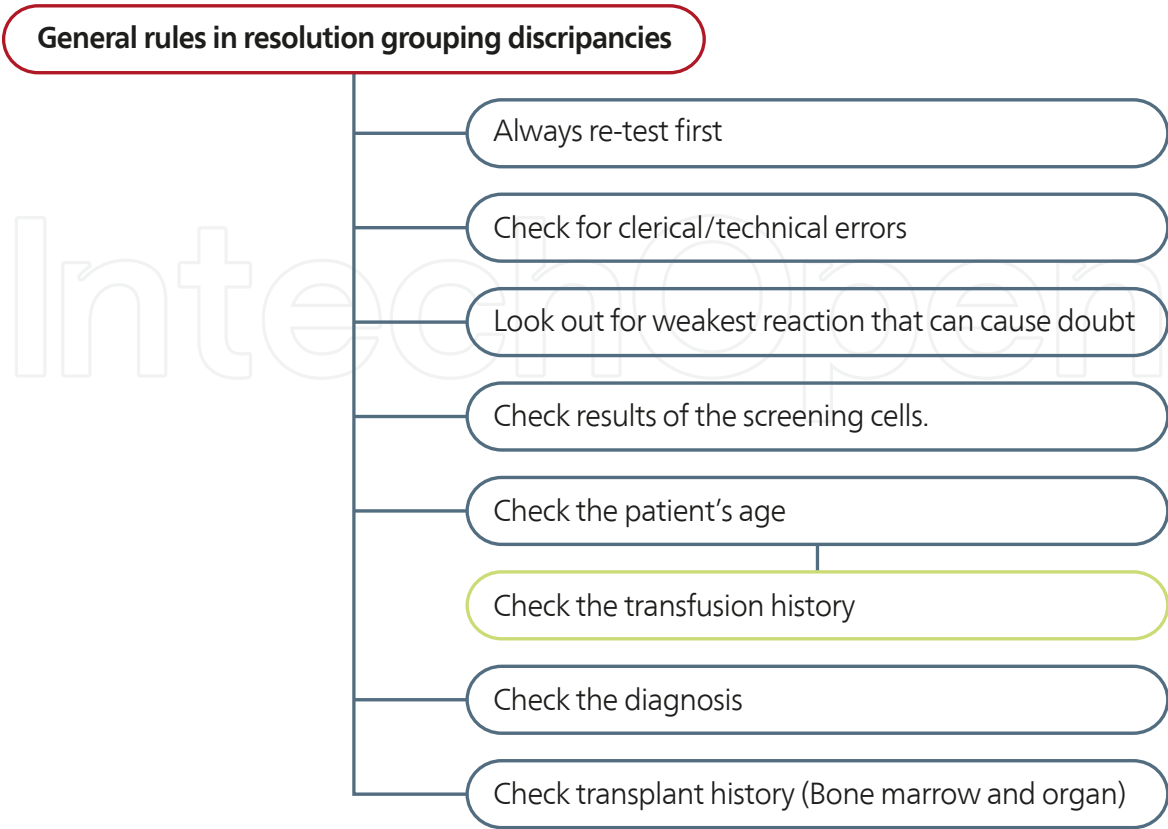 General rules in resolution grouping discripancies
Always re-test first
Check for clerical/technical errors
IntechOpen
Look out for weakest reaction that can cause doubt
Check results of the screening cells.
Check the patient's age
Check the transfusion history
Check the diagnosis
Check transplant history (Bone marrow and organ)